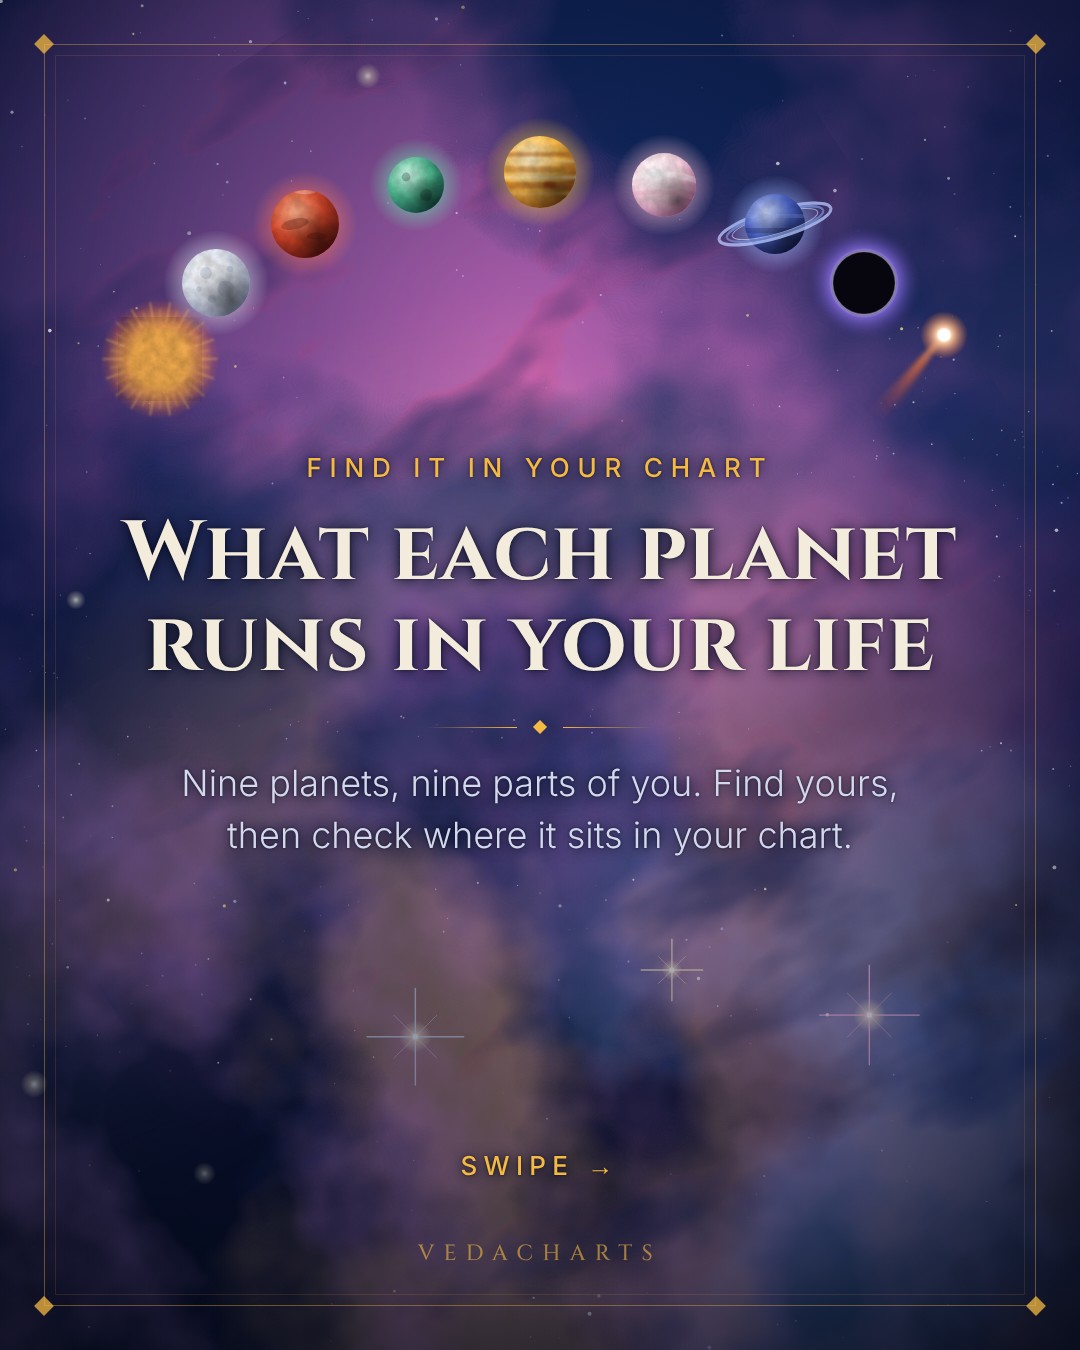 FIND IT IN YOUR CHART
WHAT EACH PLANET
RUNS IN YOUR LIFE
Nine planets, nine parts of you. Find yours,
then check where it sits in your chart.
SWIPE →
VEDACHARTS